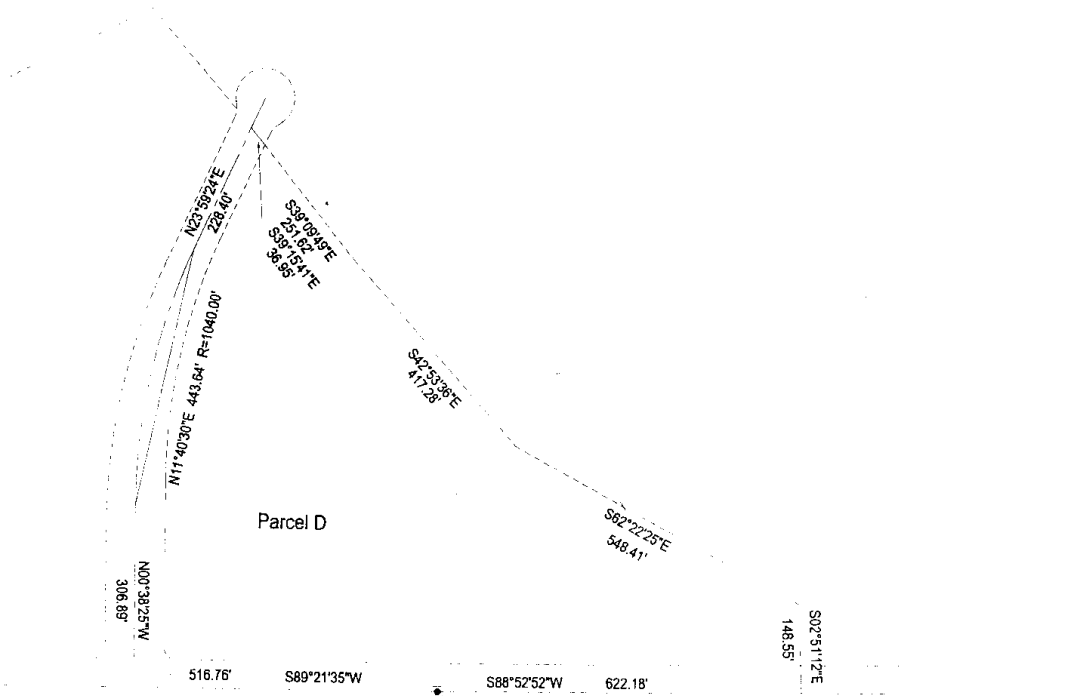 N23°59'24"E
228.40'
S39°09'49"E
251.62'
S39°15'41"E
36.95'
N11°40'30"E 443.64' R=1040.00'
S42°53'36"E
417.28'
Parcel D
S62°22'25"E
548.41'
N00°38'25"W
306.89'
S02°51'12"E
148.55'
516.76' S89°21'35"W S88°52'52"W 622.18'